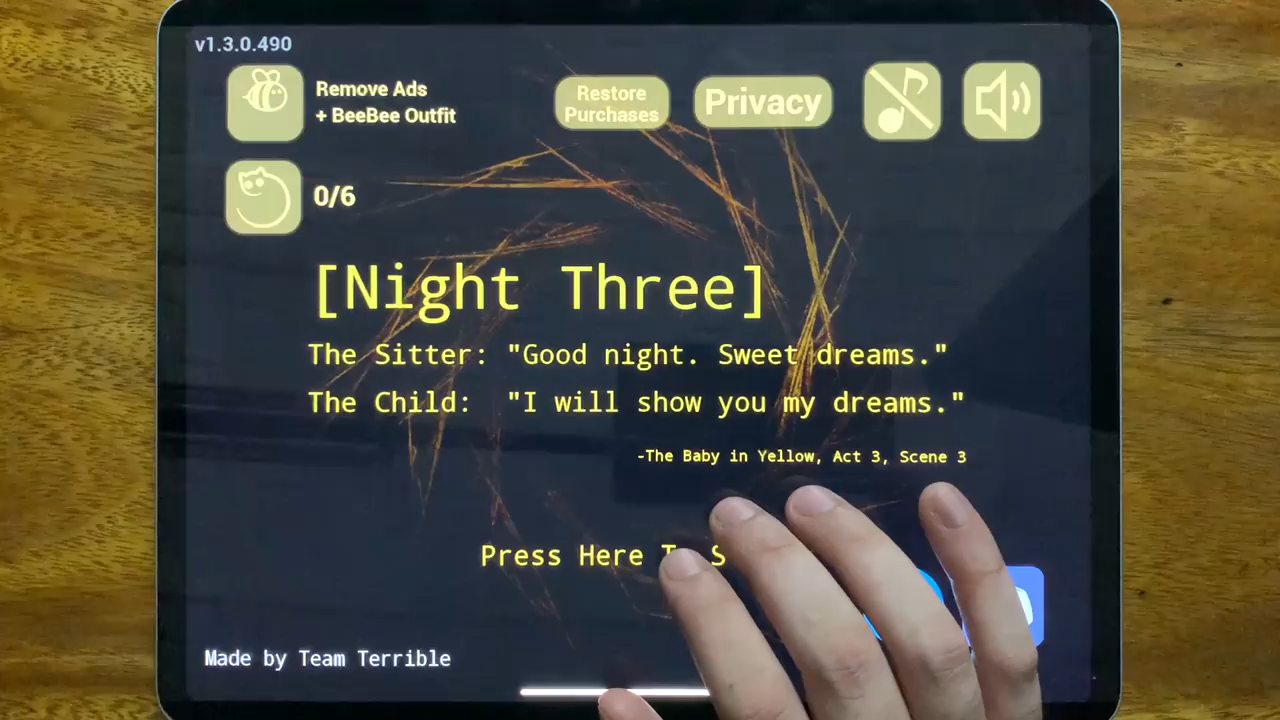 v1.3.0.490
Remove Ads
+ BeeBee Outfit
Restore
Purchases
Privacy
0/6
[Night Three]
The Sitter: "Good night. Sweet dreams."
The Child: "I will show you my dreams."
-The Baby in Yellow, Act 3, Scene 3
Press Here
Made by Team Terrible